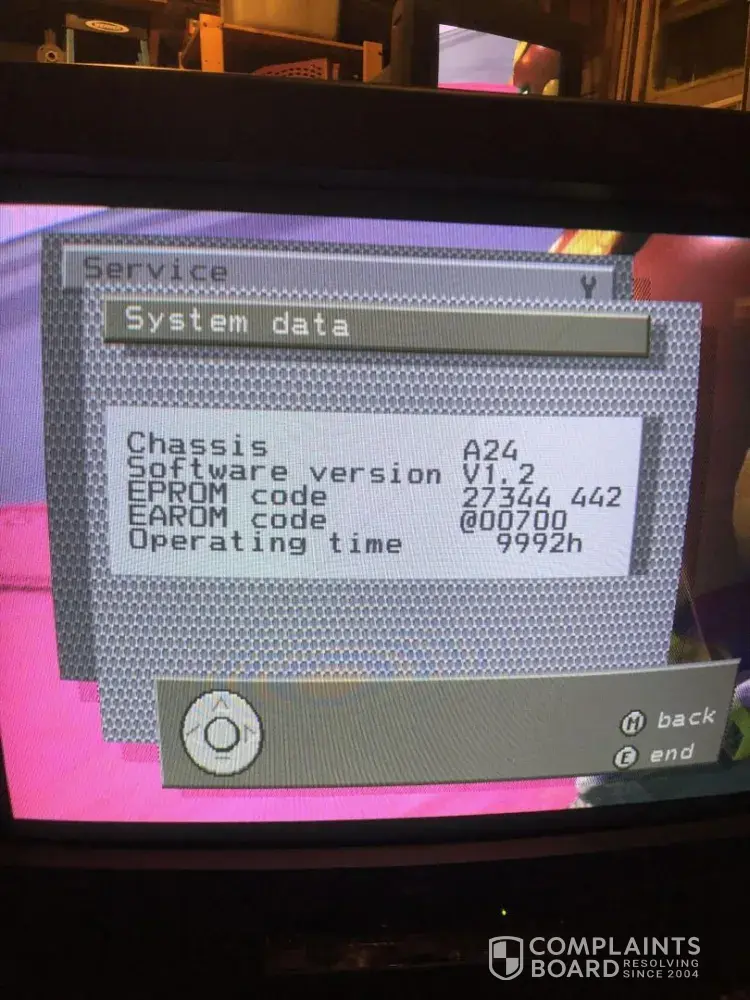 Service
System data
Chassis A24
Software version V1.2
EPROM code 27344 442
EAROM code @00700
Operating time 9992h
M back
E end
COMPLAINTS
BOARD RESOLVING
SINCE 2004